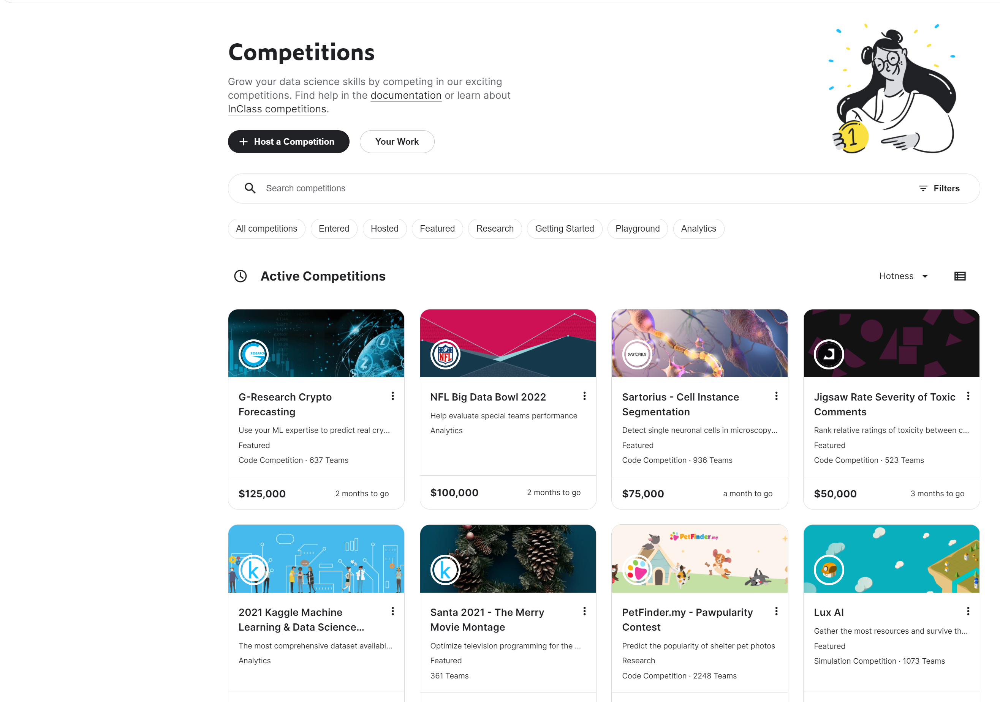 Competitions
Grow your data science skills by competing in our exciting
competitions. Find help in the documentation or learn about
InClass competitions.
Host a Competition
Your Work
Search competitions
Filters
All competitions
Entered
Hosted
Featured
Research
Getting Started
Playground
Analytics
Active Competitions
Hotness
RESEARCH
G-Research Crypto
Forecasting
Use your ML expertise to predict real cry...
Featured
Code Competition · 637 Teams
$125,000
2 months to go
NFL
NFL Big Data Bowl 2022
Help evaluate special teams performance
Analytics
$100,000
2 months to go
SARTORIUS
Sartorius - Cell Instance
Segmentation
Detect single neuronal cells in microscopy...
Featured
Code Competition · 936 Teams
$75,000
a month to go
Jigsaw Rate Severity of Toxic
Comments
Rank relative ratings of toxicity between c...
Featured
Code Competition · 523 Teams
$50,000
3 months to go
k
2021 Kaggle Machine
Learning & Data Science...
The most comprehensive dataset availabl...
Analytics
k
Santa 2021 - The Merry
Movie Montage
Optimize television programming for the ...
Featured
361 Teams
PetFinder.my
PetFinder.my - Pawpularity
Contest
Predict the popularity of shelter pet photos
Research
Code Competition · 2248 Teams
Lux AI
Gather the most resources and survive th...
Featured
Simulation Competition · 1073 Teams
1